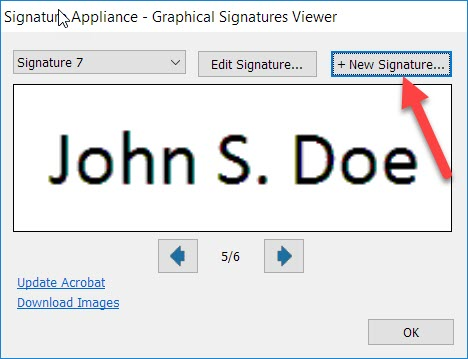 Signature Appliance - Graphical Signatures Viewer
Signature 7
Edit Signature...
+ New Signature...
John S. Doe
5/6
Update Acrobat
Download Images
OK